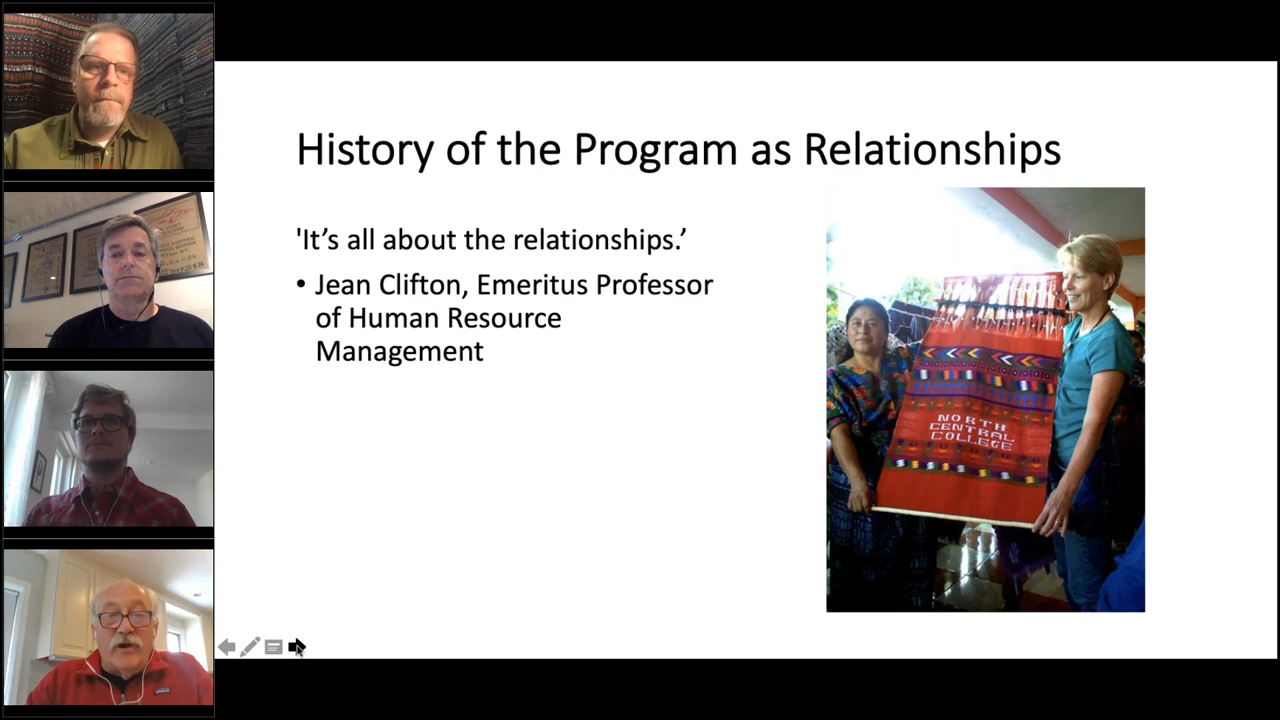 History of the Program as Relationships
'It’s all about the relationships.’
• Jean Clifton, Emeritus Professor
of Human Resource
Management
NORTH
CENTRAL
COLLEGE